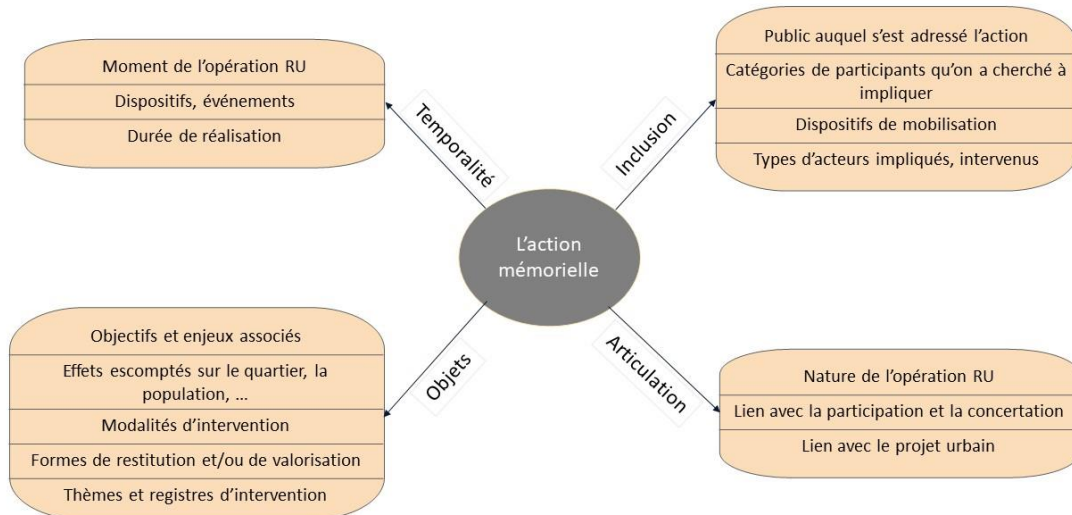 Moment de l'opération RU
Dispositifs, événements
Durée de réalisation
Temporalité
Public auquel s'est adressé l'action
Catégories de participants qu'on a cherché à
impliquer
Dispositifs de mobilisation
Types d'acteurs impliqués, intervenus
Inclusion
L'action
mémorielle
Objectifs et enjeux associés
Effets escomptés sur le quartier, la
population, ...
Modalités d'intervention
Formes de restitution et/ou de valorisation
Thèmes et registres d'intervention
Objets
Articulation
Nature de l'opération RU
Lien avec la participation et la concertation
Lien avec le projet urbain